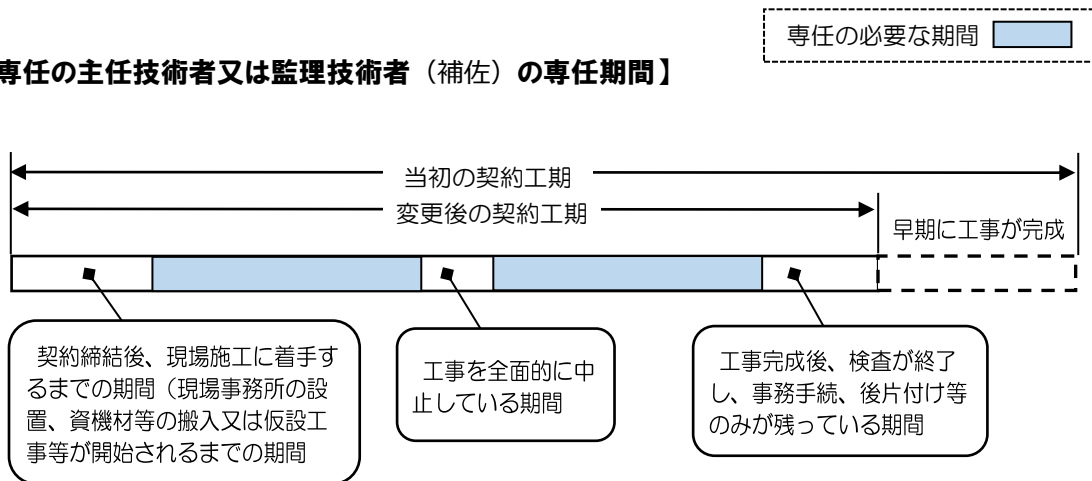 専任の必要な期間
専任の主任技術者又は監理技術者（補佐）の専任期間】
当初の契約工期
変更後の契約工期
早期に工事が完成
契約締結後、現場施工に着手す
るまでの期間（現場事務所の設
置、資機材等の搬入又は仮設工
事等が開始されるまでの期間
工事を全面的に中
止している期間
工事完成後、検査が終了
し、事務手続、後片付け等
のみが残っている期間